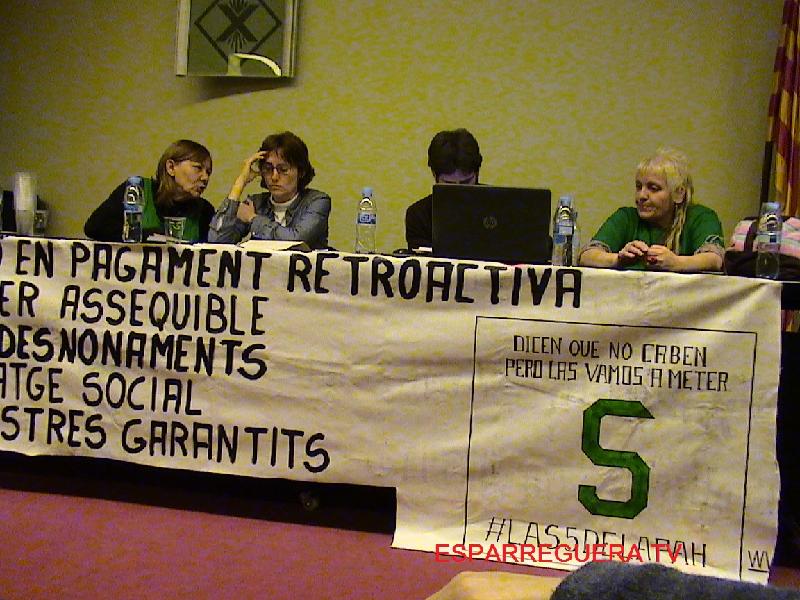 EN PAGAMENT RETROACTIVA
ER ASSEQUIBLE
DESNONAMENTS
ATGE SOCIAL
STRES GARANTITS
DICEN QUE NO CABEN
PERO LAS VAMOS A METER
5
#LAS5DELAPAH
ESPARREGUERA TV
hp